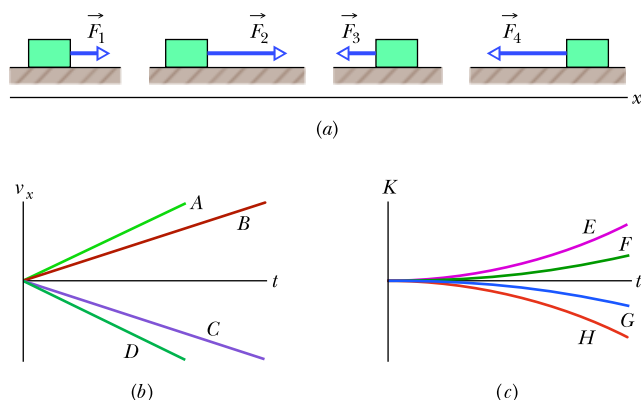 F₁ F₂ F₃ F₄
x
(a)
vₓ K
A
B E
F
t t
C G
D H
(b) (c)